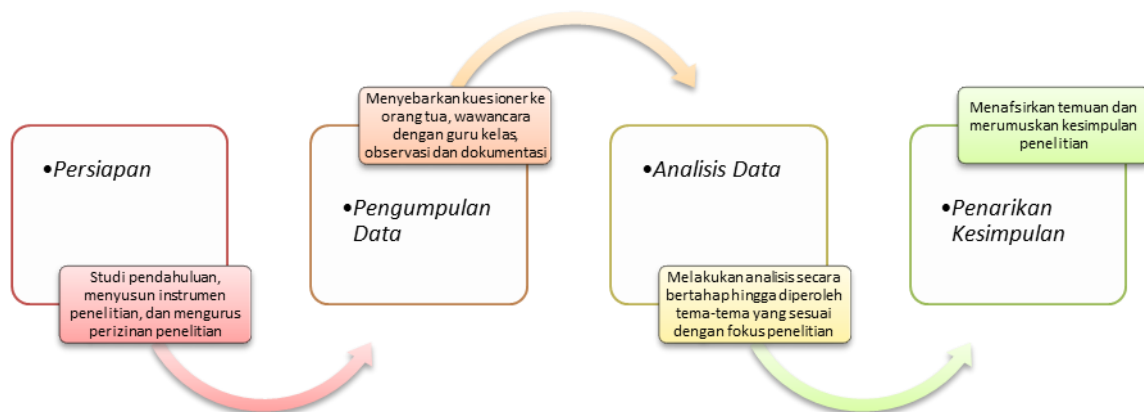 •Persiapan
Studi pendahuluan,
menyusun instrumen
penelitian, dan mengurus
perizinan penelitian
Menyebarkan kuesioner ke
orang tua, wawancara
dengan guru kelas,
observasi dan dokumentasi
•Pengumpulan
Data
•Analisis Data
Melakukan analisis secara
bertahap hingga diperoleh
tema-tema yang sesuai
dengan fokus penelitian
Menafsirkan temuan dan
merumuskan kesimpulan
penelitian
•Penarikan
Kesimpulan